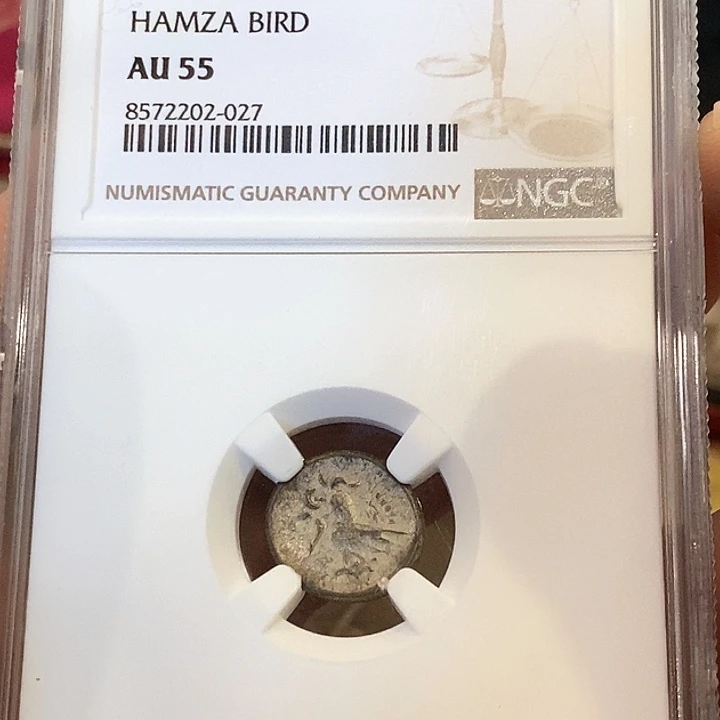 HAMZA BIRD
AU 55
8572202-027
NUMISMATIC GUARANTY COMPANY
NGC®